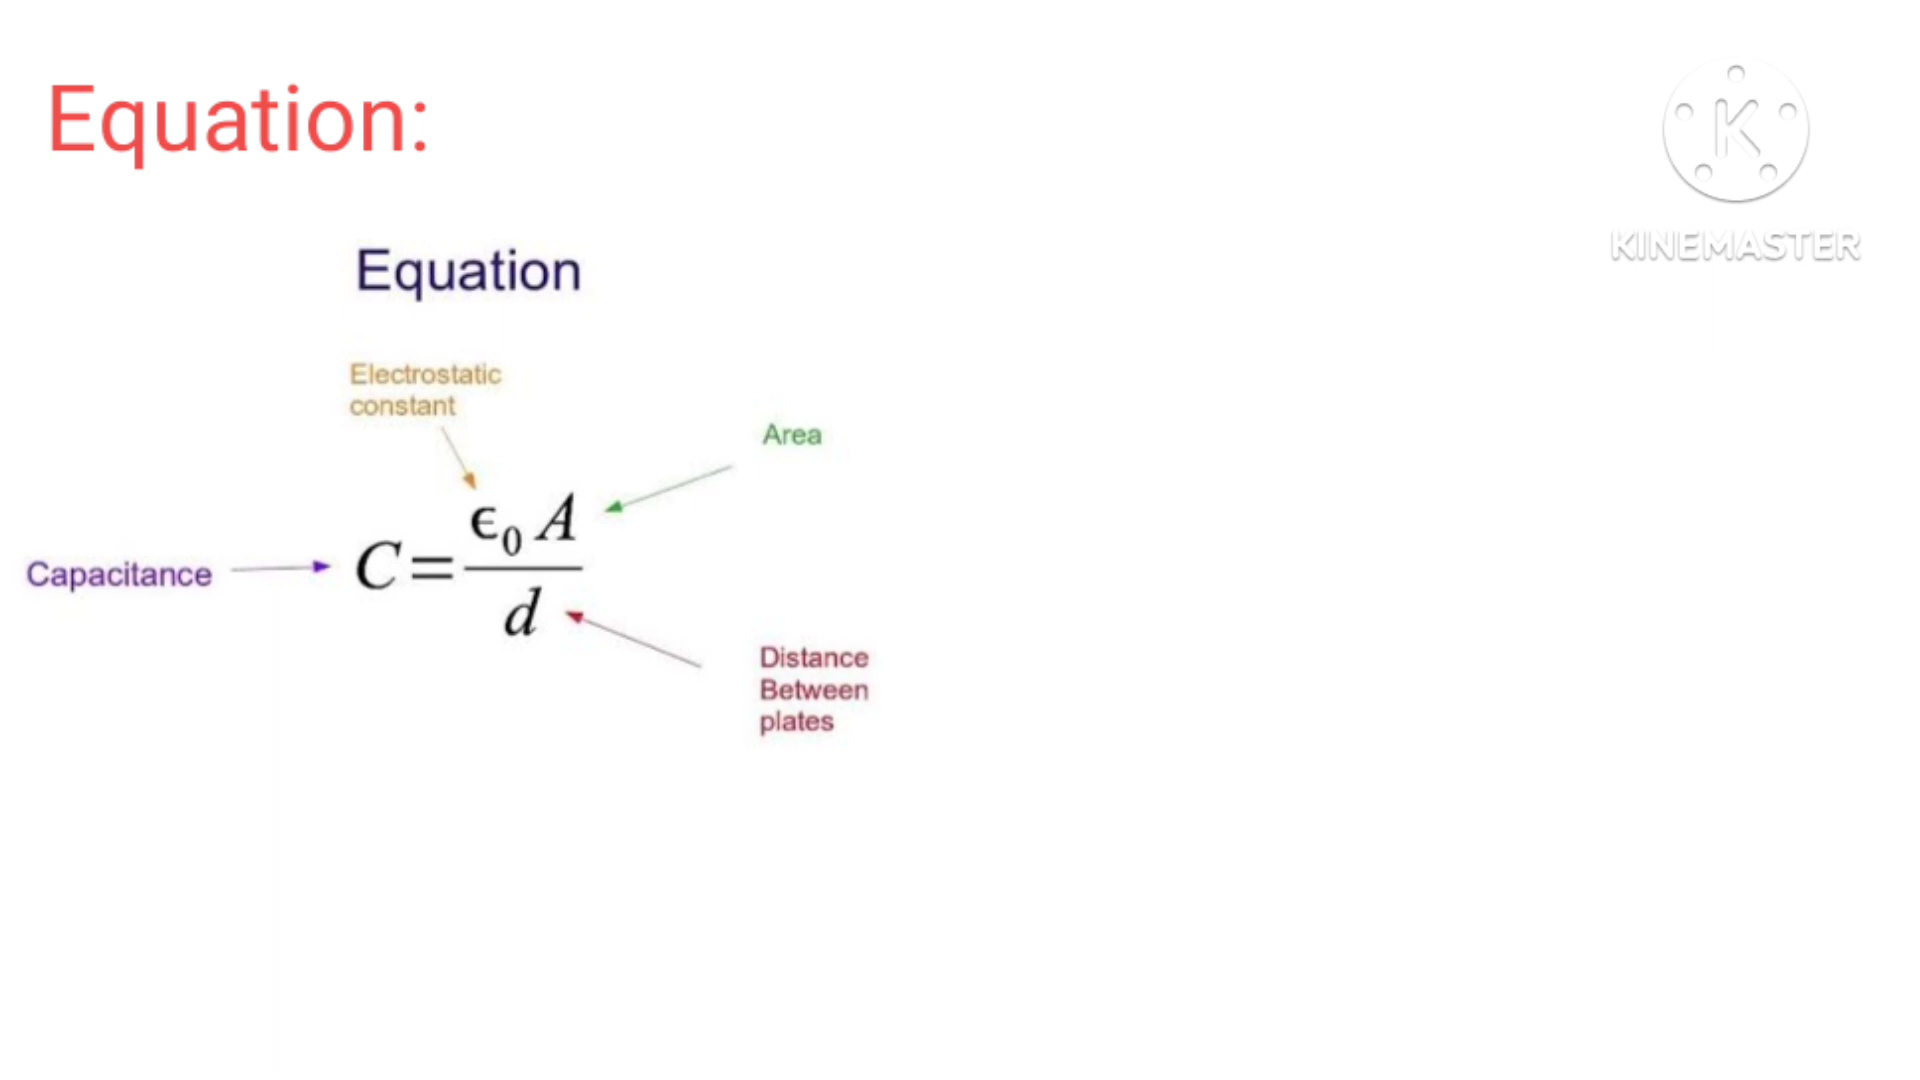 Equation:
K
KINEMASTER
Equation
Electrostatic
constant
Area
Capacitance
C = ϵ₀ A / d
Distance
Between
plates